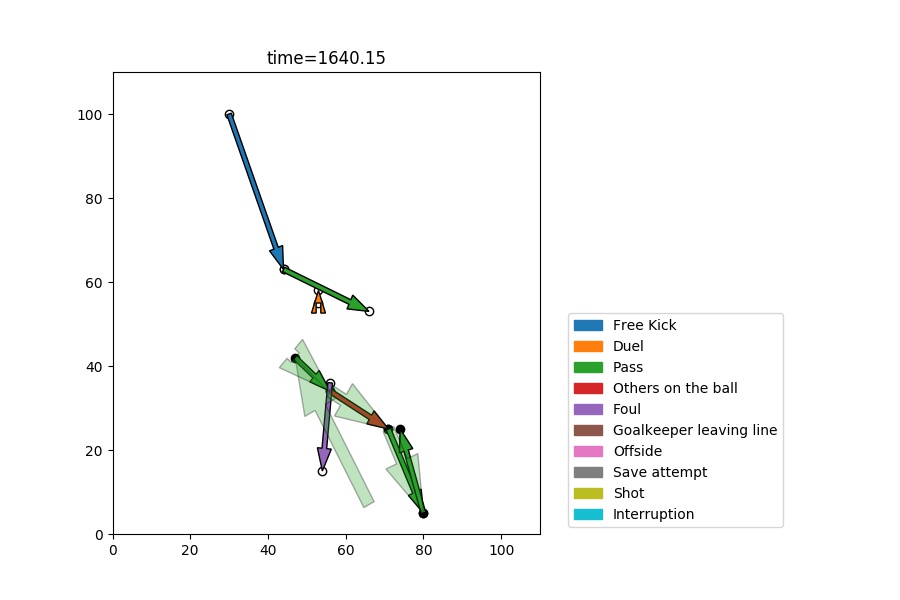 time=1640.15
100
80
60
40
20
0
0 20 40 60 80 100
Free Kick
Duel
Pass
Others on the ball
Foul
Goalkeeper leaving line
Offside
Save attempt
Shot
Interruption